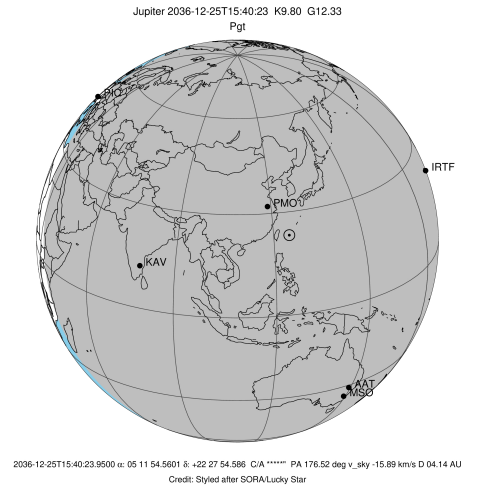 Jupiter 2036-12-25T15:40:23 K9.80 G12.33
Pgt
PIC
IRTF
PMO
KAV
AAT
MSO
2036-12-25T15:40:23.9500 α: 05 11 54.5601 δ: +22 27 54.586 C/A *****" PA 176.52 deg v_sky -15.89 km/s D 04.14 AU
Credit: Styled after SORA/Lucky Star